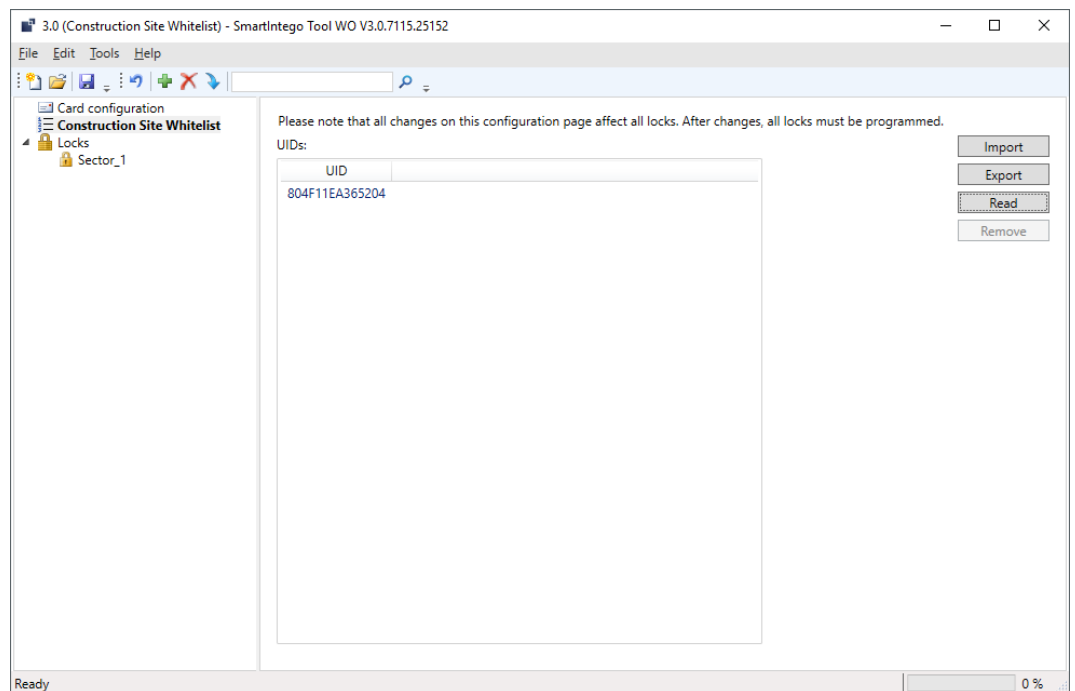 3.0 (Construction Site Whitelist) - SmartIntego Tool WO V3.0.7115.25152
File Edit Tools Help
Card configuration
Construction Site Whitelist
Locks
Sector_1
Please note that all changes on this configuration page affect all locks. After changes, all locks must be programmed.
UIDs:
UID
804F11EA365204
Import
Export
Read
Remove
Ready
0 %